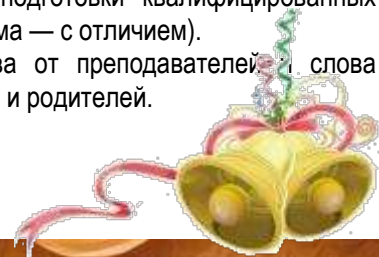 подготовки квалифицированных
ма — с отличием).
ва от преподавателей и слова
и родителей.